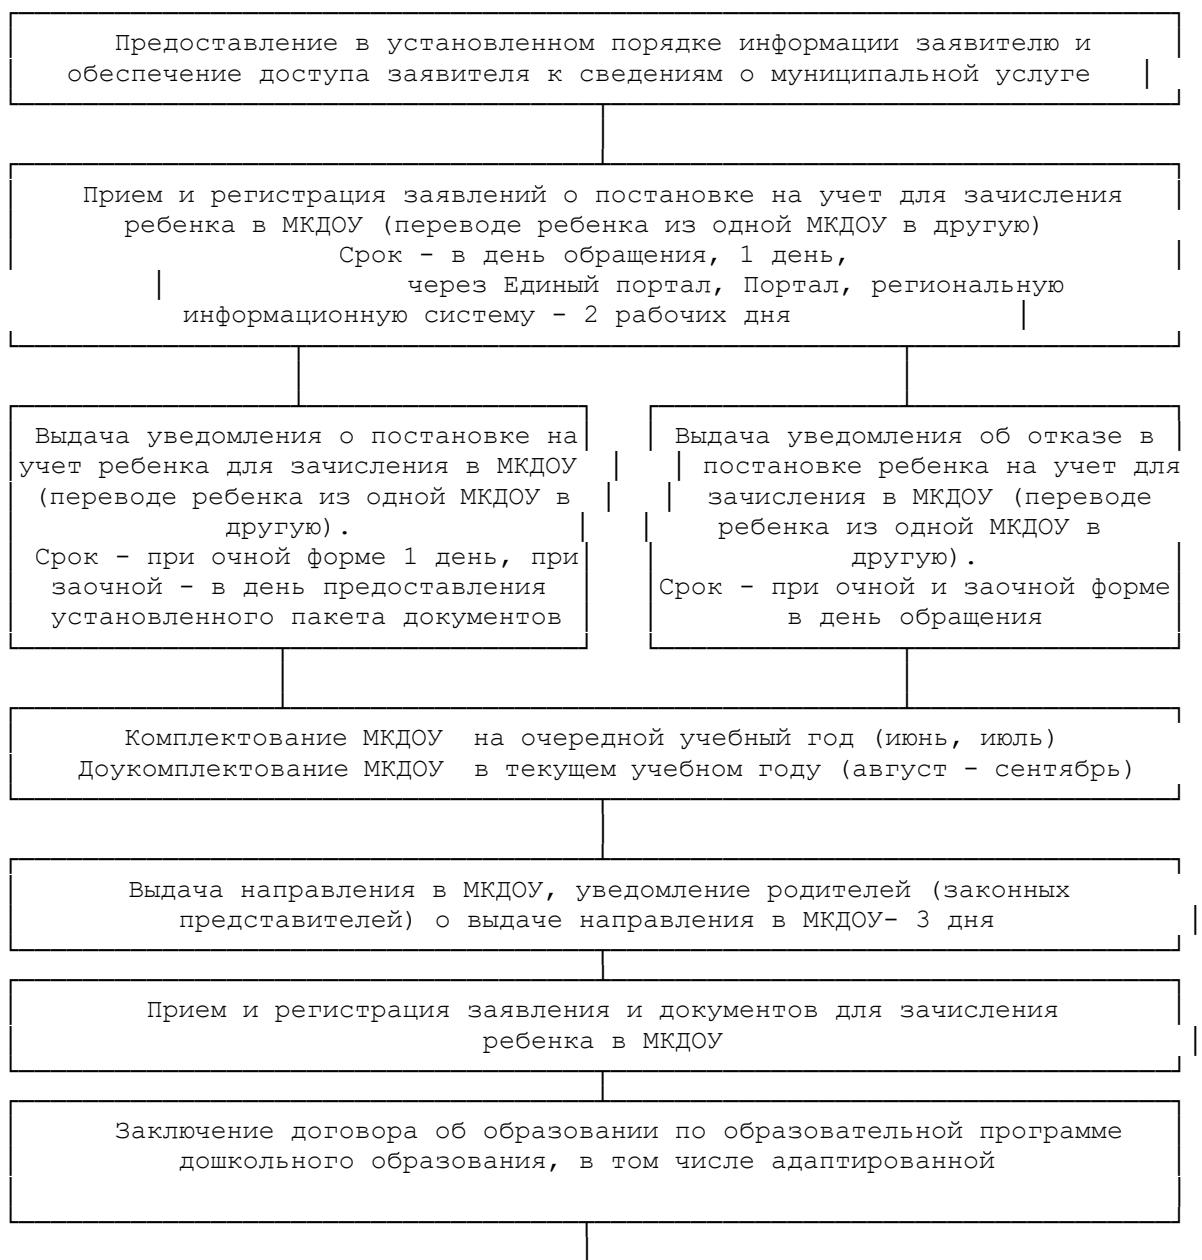 Предоставление в установленном порядке информации заявителю и
обеспечение доступа заявителя к сведениям о муниципальной услуге
Прием и регистрация заявлений о постановке на учет для зачисления
ребенка в МКДОУ (переводе ребенка из одной МКДОУ в другую)
Срок - в день обращения, 1 день,
через Единый портал, Портал, региональную
информационную систему - 2 рабочих дня
Выдача уведомления о постановке на
учет ребенка для зачисления в МКДОУ
(переводе ребенка из одной МКДОУ в
другую).
Срок - при очной форме 1 день, при
заочной - в день предоставления
установленного пакета документов
Выдача уведомления об отказе в
постановке ребенка на учет для
зачисления в МКДОУ (переводе
ребенка из одной МКДОУ в
другую).
Срок - при очной и заочной форме
в день обращения
Комплектование МКДОУ на очередной учебный год (июнь, июль)
Доукомплектование МКДОУ в текущем учебном году (август - сентябрь)
Выдача направления в МКДОУ, уведомление родителей (законных
представителей) о выдаче направления в МКДОУ- 3 дня
Прием и регистрация заявления и документов для зачисления
ребенка в МКДОУ
Заключение договора об образовании по образовательной программе
дошкольного образования, в том числе адаптированной